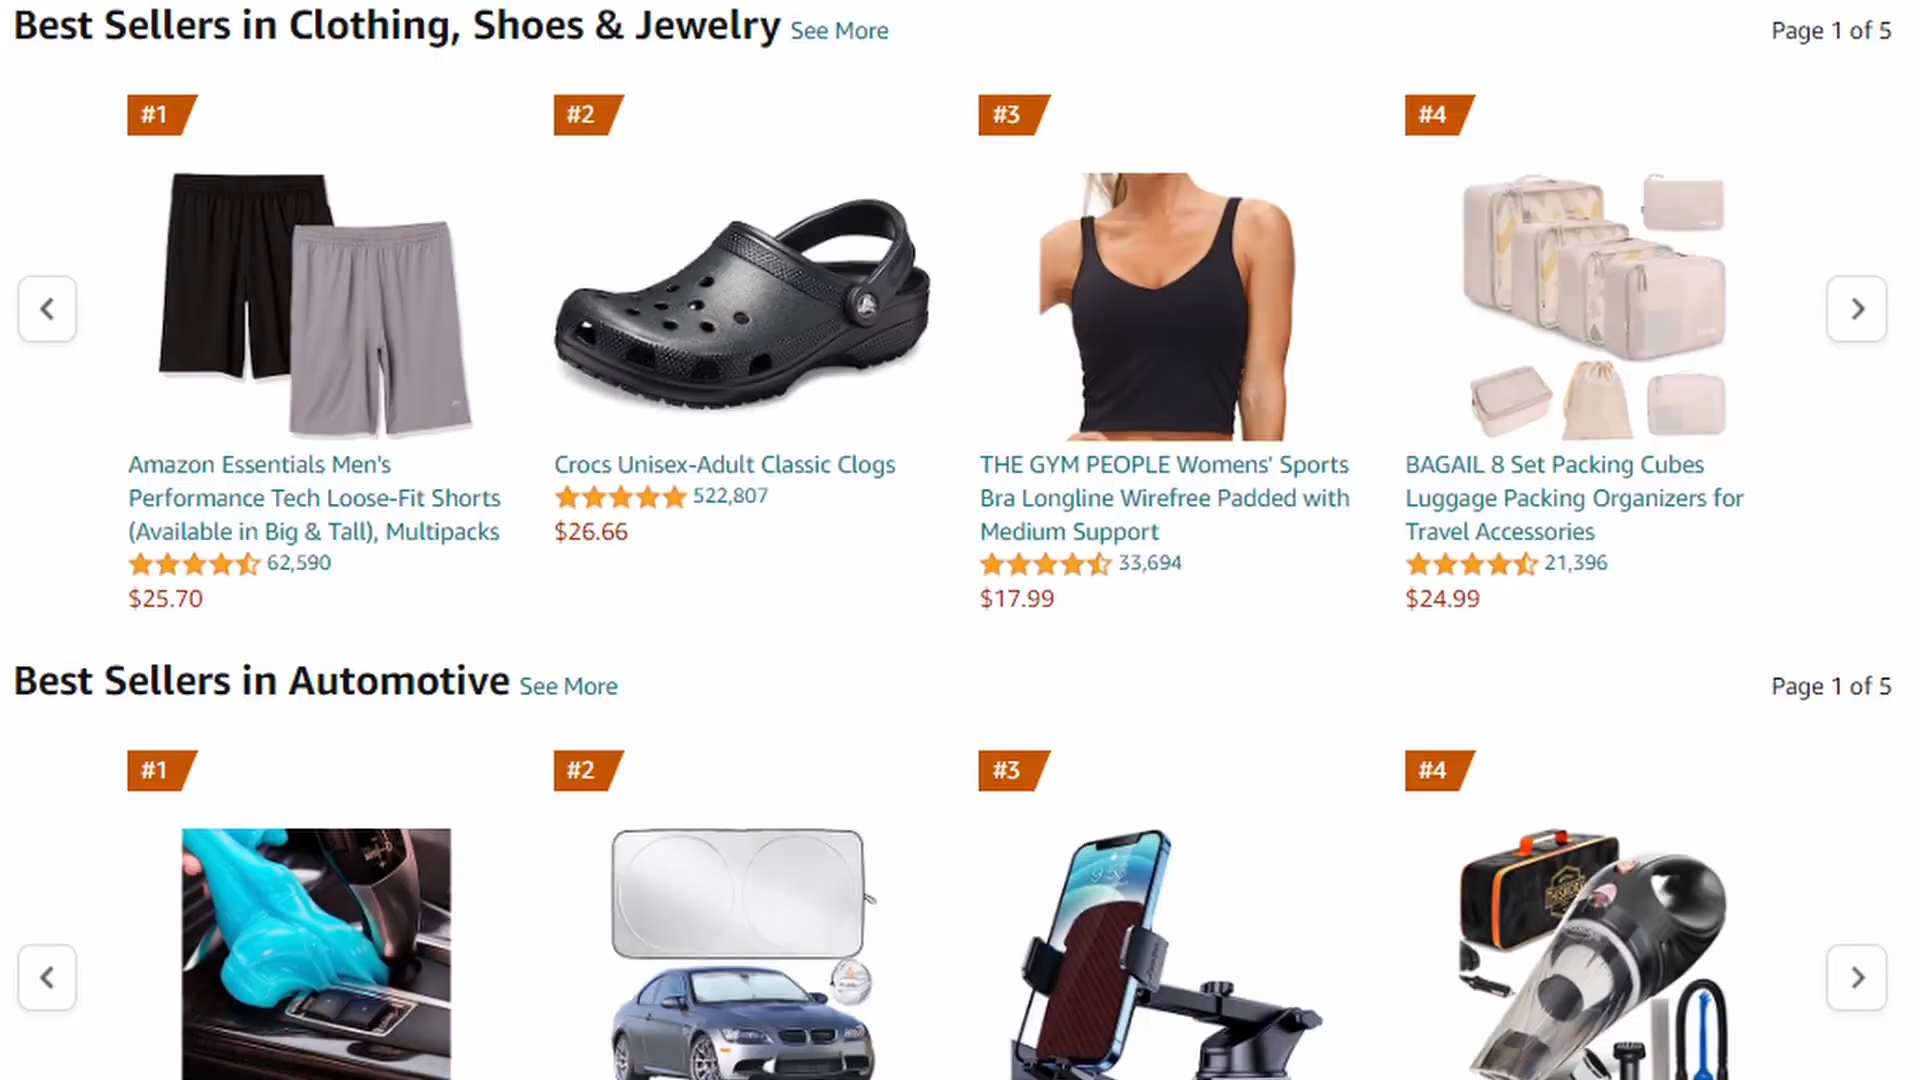 Best Sellers in Clothing, Shoes & Jewelry See More
Page 1 of 5
#1
#2
#3
#4
Amazon Essentials Men's
Performance Tech Loose-Fit Shorts
(Available in Big & Tall), Multipacks
62,590
$25.70
Crocs Unisex-Adult Classic Clogs
522,807
$26.66
THE GYM PEOPLE Womens' Sports
Bra Longline Wirefree Padded with
Medium Support
33,694
$17.99
BAGAIL 8 Set Packing Cubes
Luggage Packing Organizers for
Travel Accessories
21,396
$24.99
Best Sellers in Automotive See More
Page 1 of 5
#1
#2
#3
#4